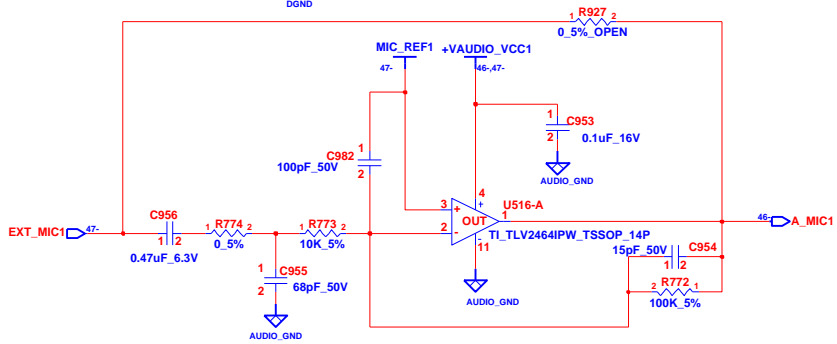 DGND
R927
1 2
0_5%_OPEN
MIC_REF1
47-
+VAUDIO_VCC1
46-,47-
1
C953
2
0.1uF_16V
AUDIO_GND
1
C982
100pF_50V
2
4
U516-A
3 + +
OUT 1
2 - -
11
TI_TLV2464IPW_TSSOP_14P
AUDIO_GND
EXT_MIC1 47-
C956
1 2
0.47uF_6.3V
R774
1 2
0_5%
R773
1 2
10K_5%
1 C955
2 68pF_50V
AUDIO_GND
46- A_MIC1
15pF_50V C954
1 2
R772
2 1
100K_5%